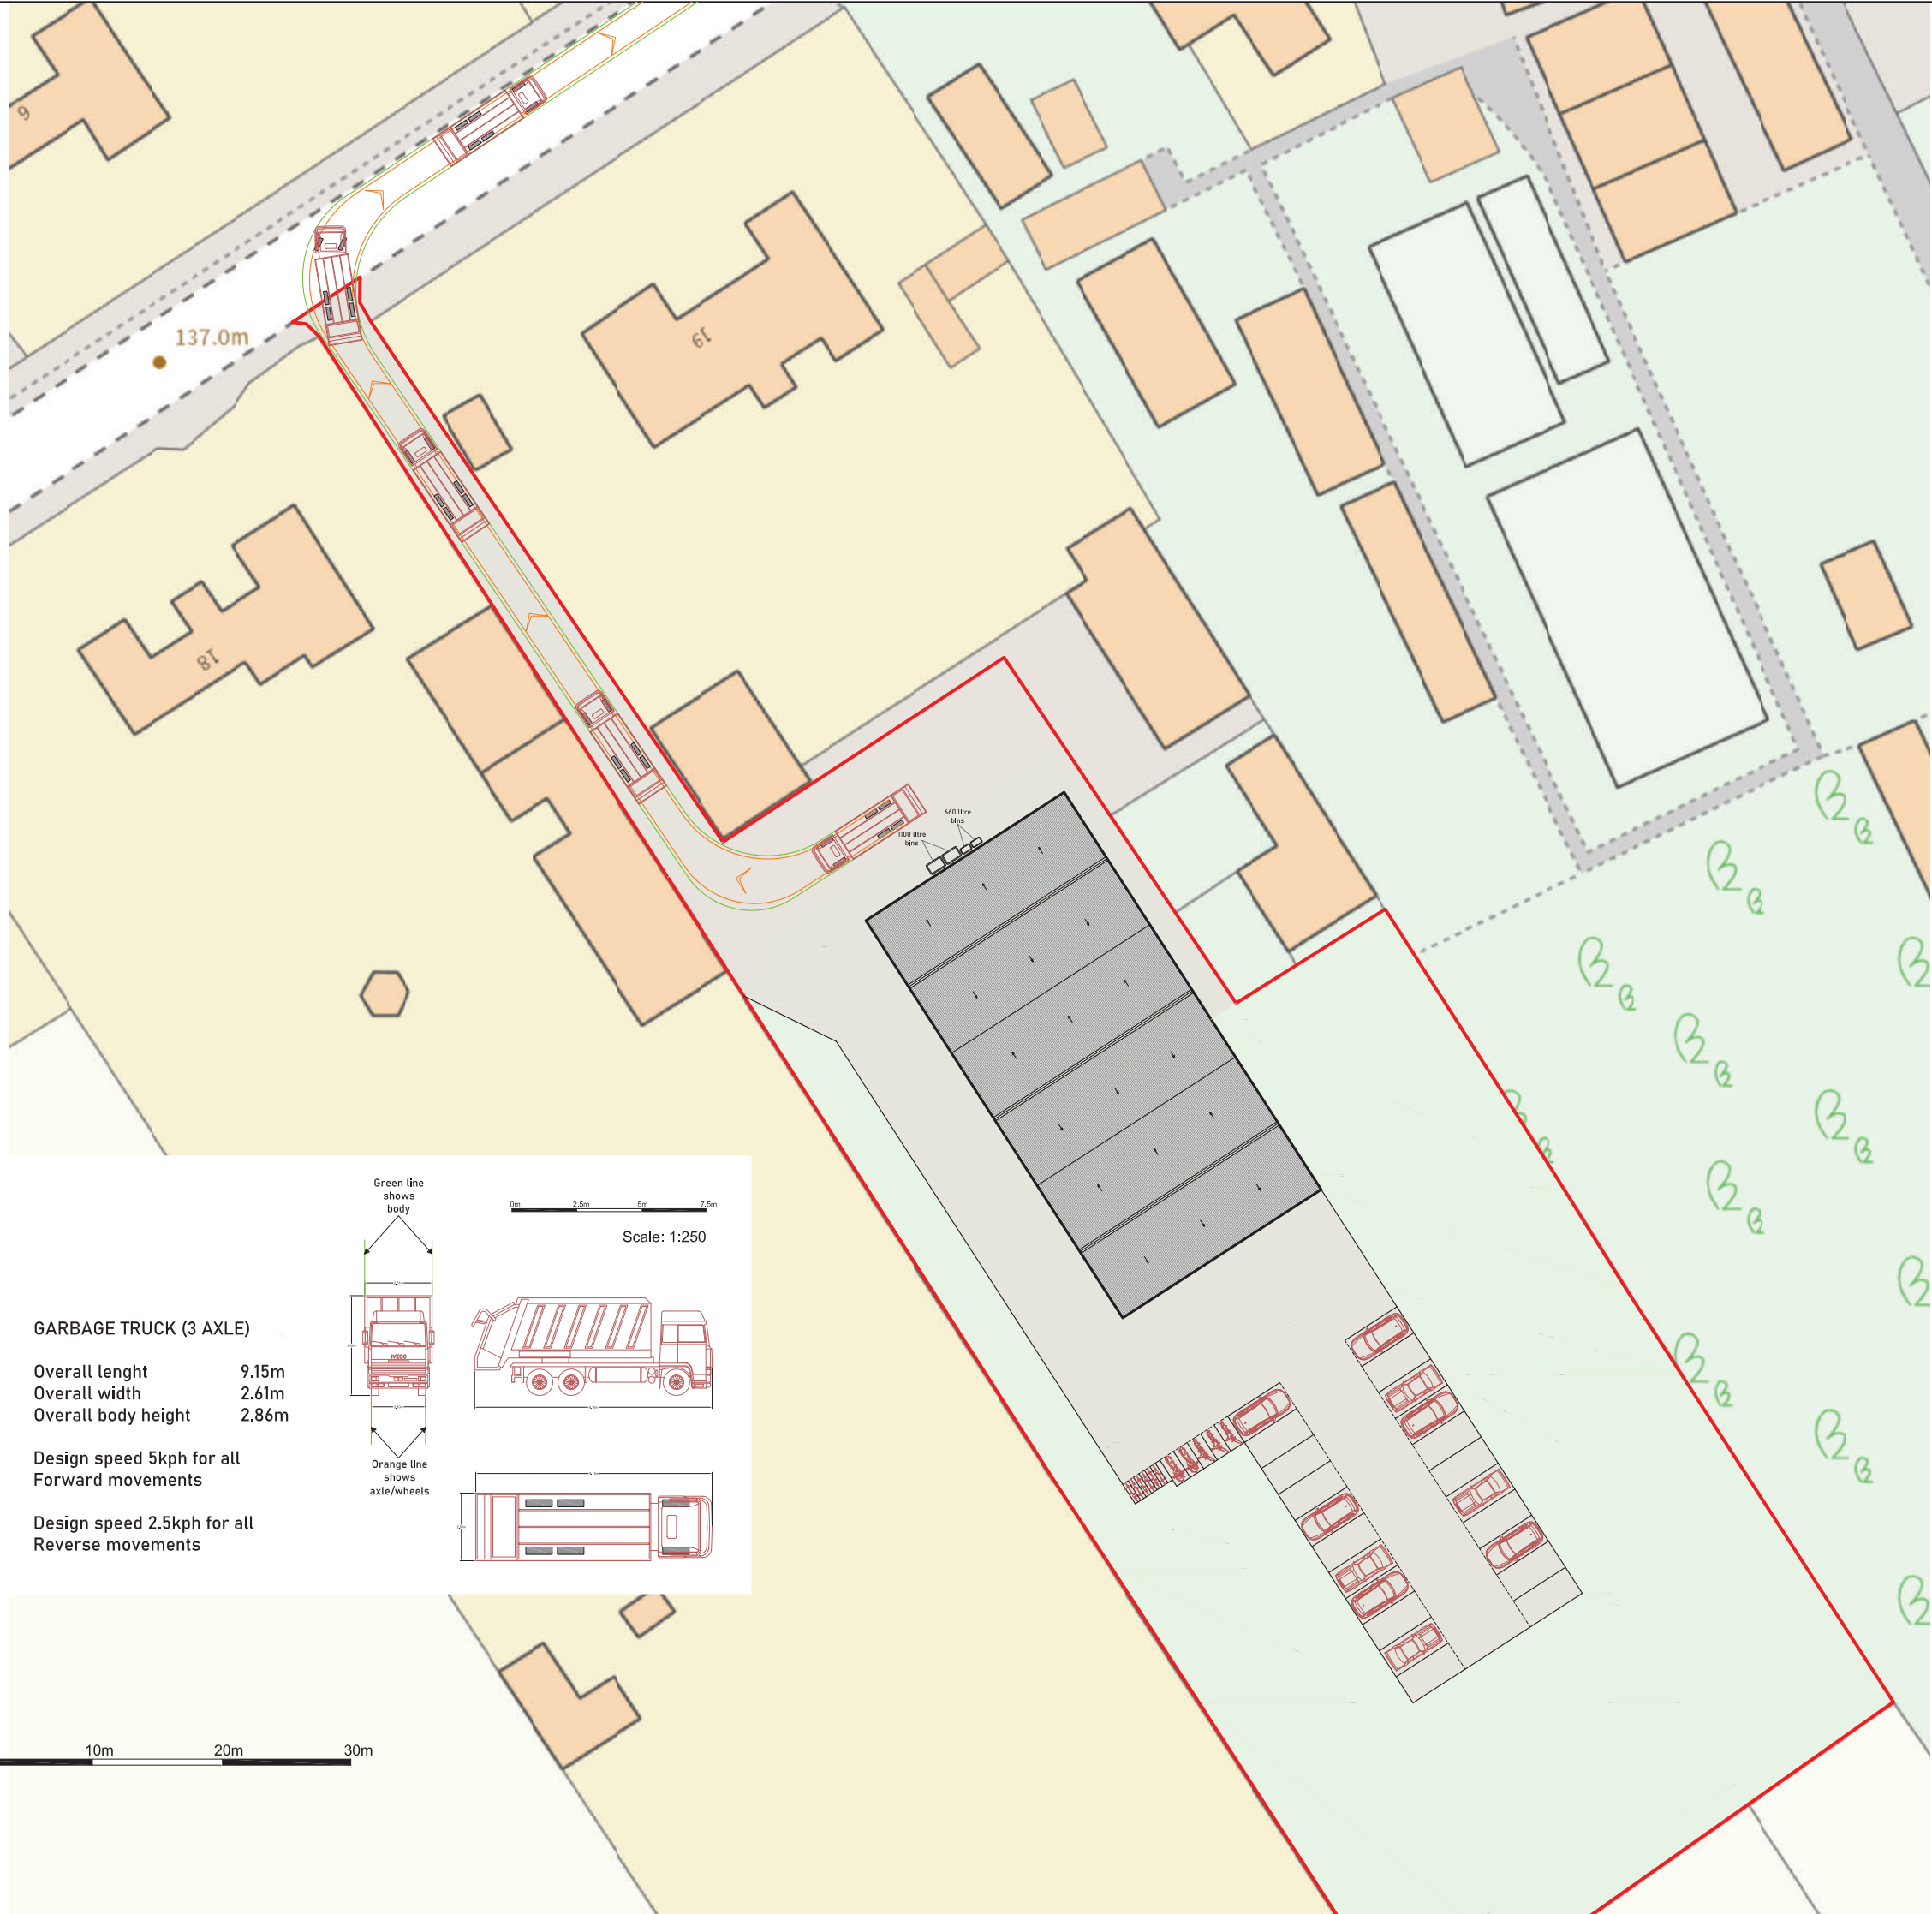 9
137.0m
19
18
660 litre
bins
1100 litre
bins
Green line
shows
body
0m 2.5m 5m 7.5m
Scale: 1:250
IVECO
GARBAGE TRUCK (3 AXLE)
Overall lenght 9.15m
Overall width 2.61m
Overall body height 2.86m
Design speed 5kph for all
Forward movements
Design speed 2.5kph for all
Reverse movements
Orange line
shows
axle/wheels
10m 20m 30m